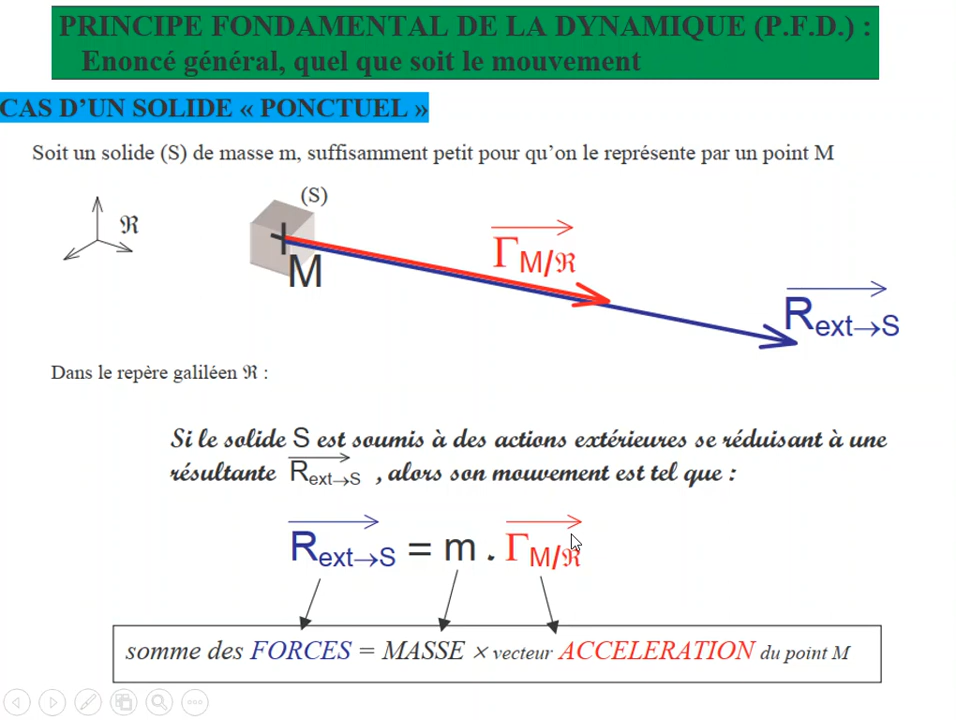 PRINCIPE FONDAMENTAL DE LA DYNAMIQUE (P.F.D.) :
Enoncé général, quel que soit le mouvement
CAS D'UN SOLIDE « PONCTUEL »
Soit un solide (S) de masse m, suffisamment petit pour qu'on le représente par un point M
(S)
ℜ
M
Γ M/ℜ
R ext→S
Dans le repère galiléen ℜ :
Si le solide S est soumis à des actions extérieures se réduisant à une
résultante R ext→S , alors son mouvement est tel que :
R ext→S = m . Γ M/ℜ
somme des FORCES = MASSE × vecteur ACCELERATION du point M